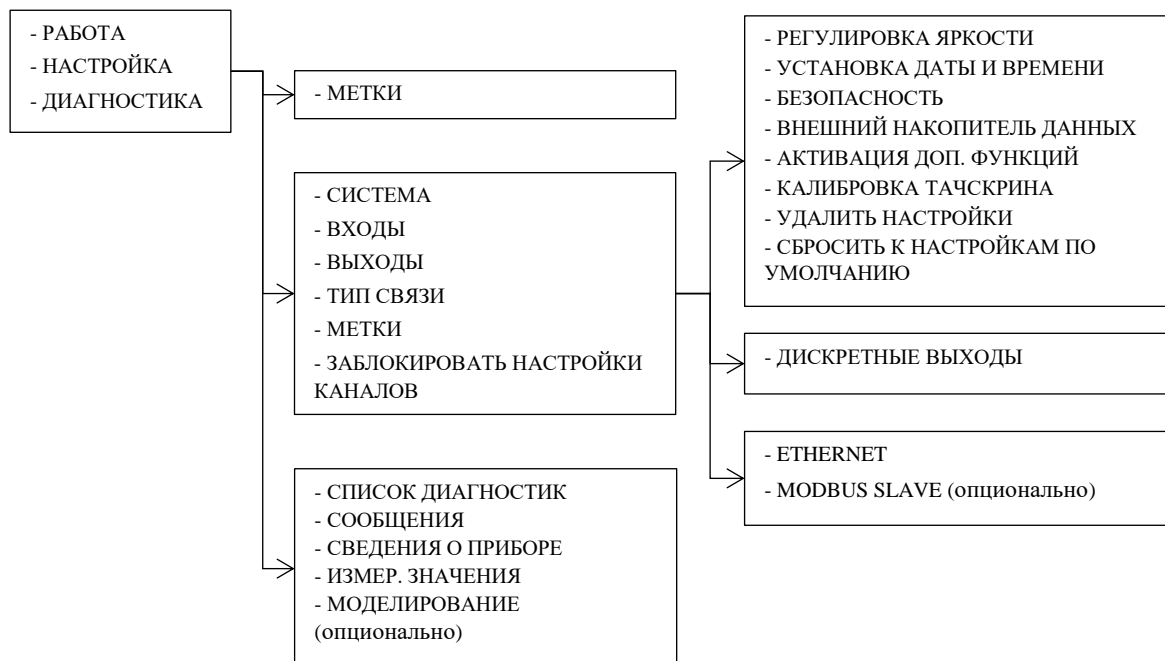 - РАБОТА
- НАСТРОЙКА
- ДИАГНОСТИКА
- МЕТКИ
- СИСТЕМА
- ВХОДЫ
- ВЫХОДЫ
- ТИП СВЯЗИ
- МЕТКИ
- ЗАБЛОКИРОВАТЬ НАСТРОЙКИ
КАНАЛОВ
- СПИСОК ДИАГНОСТИК
- СООБЩЕНИЯ
- СВЕДЕНИЯ О ПРИБОРЕ
- ИЗМЕР. ЗНАЧЕНИЯ
- МОДЕЛИРОВАНИЕ
(опционально)
- РЕГУЛИРОВКА ЯРКОСТИ
- УСТАНОВКА ДАТЫ И ВРЕМЕНИ
- БЕЗОПАСНОСТЬ
- ВНЕШНИЙ НАКОПИТЕЛЬ ДАННЫХ
- АКТИВАЦИЯ ДОП. ФУНКЦИЙ
- КАЛИБРОВКА ТАЧСКРИНА
- УДАЛИТЬ НАСТРОЙКИ
- СБРОСИТЬ К НАСТРОЙКАМ ПО
УМОЛЧАНИЮ
- ДИСКРЕТНЫЕ ВЫХОДЫ
- ETHERNET
- MODBUS SLAVE (опционально)